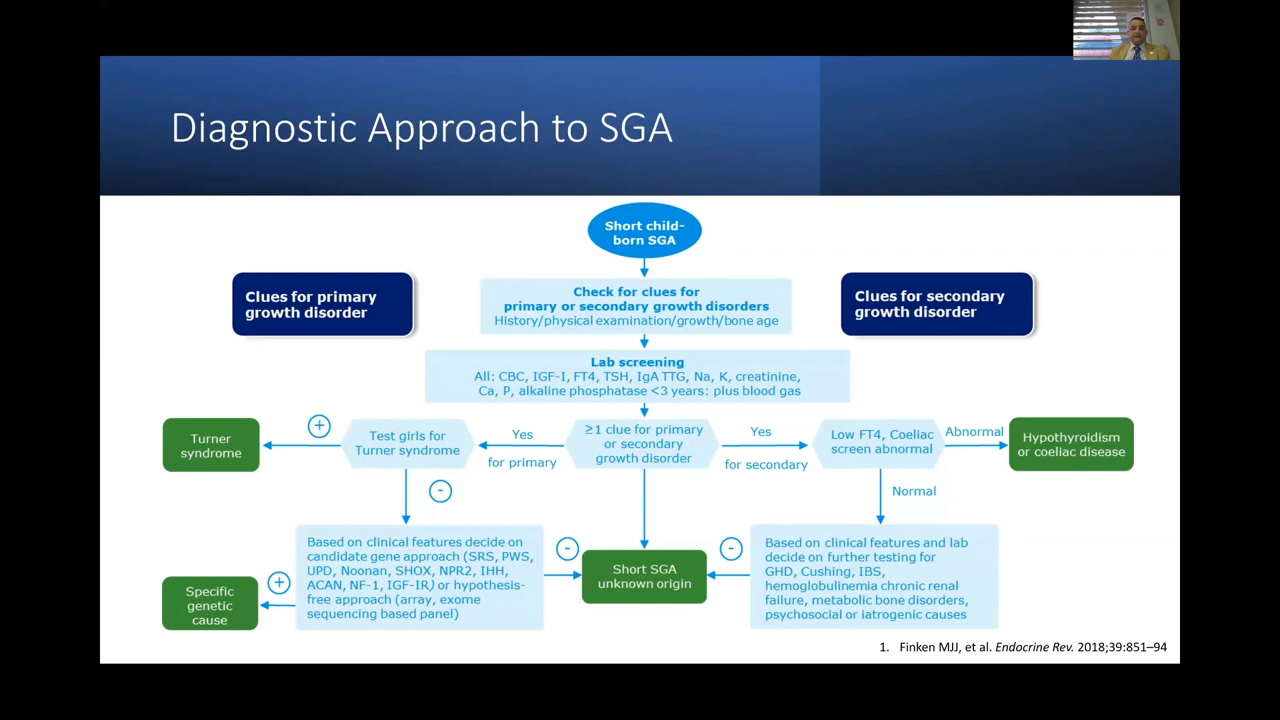 Diagnostic Approach to SGA
Short child-
born SGA
Clues for primary
growth disorder
Check for clues for
primary or secondary growth disorders
History/physical examination/growth/bone age
Clues for secondary
growth disorder
Lab screening
All: CBC, IGF-I, FT4, TSH, IgA TTG, Na, K, creatinine,
Ca, P, alkaline phosphatase <3 years: plus blood gas
Turner
syndrome
+
Test girls for
Turner syndrome
Yes
for primary
≥1 clue for primary
or secondary
growth disorder
Yes
for secondary
Low FT4, Coeliac
screen abnormal
Abnormal
Hypothyroidism
or coeliac disease
-
Normal
Specific
genetic
cause
+
Based on clinical features decide on
candidate gene approach (SRS, PWS,
UPD, Noonan, SHOX, NPR2, IHH,
ACAN, NF-1, IGF-IR) or hypothesis-
free approach (array, exome
sequencing based panel)
-
Short SGA
unknown origin
-
Based on clinical features and lab
decide on further testing for
GHD, Cushing, IBS,
hemoglobulinemia chronic renal
failure, metabolic bone disorders,
psychosocial or iatrogenic causes
1. Finken MJJ, et al. Endocrine Rev. 2018;39:851–94